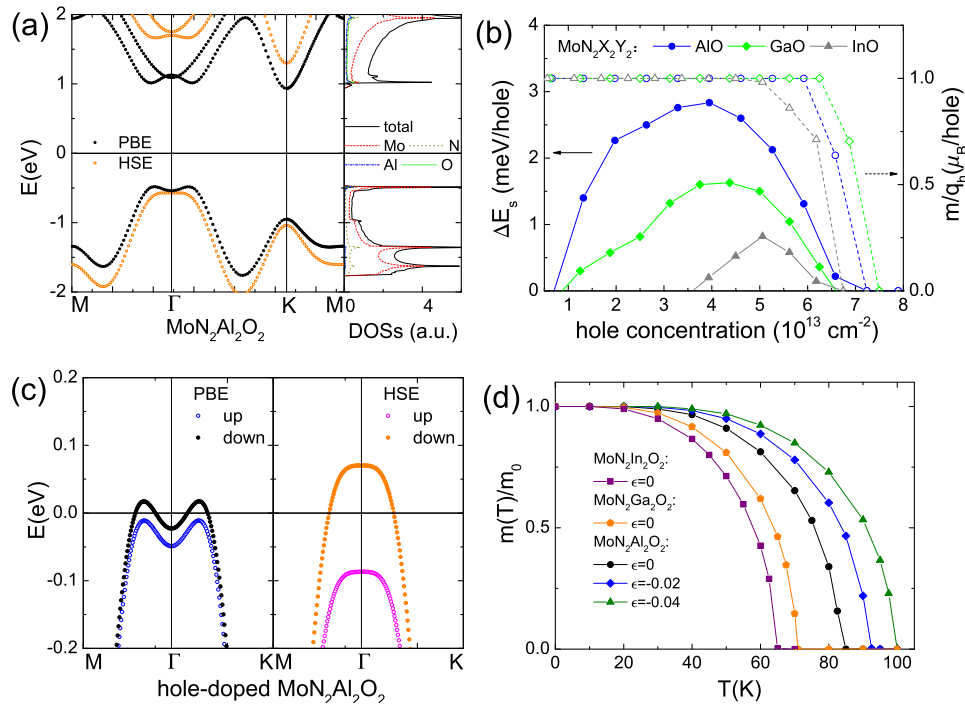 (a)
E(eV)
2
1
0
-1
-2
PBE
HSE
M Γ K M
MoN₂Al₂O₂
total
Mo N
Al O
0 4
DOSs (a.u.)
(b)
MoN₂X₂Y₂: AlO GaO InO
ΔEₛ (meV/hole)
4
3
2
1
0
1 2 3 4 5 6 7 8
hole concentration (10¹³ cm⁻²)
1.0
0.5
0.0
m/qₕ(μ_B/hole)
(c)
E(eV)
0.2
0.1
0.0
-0.1
-0.2
PBE
up
down
HSE
up
down
M Γ K M Γ K
hole-doped MoN₂Al₂O₂
(d)
m(T)/m₀
1.0
0.5
0.0
MoN₂In₂O₂:
ϵ=0
MoN₂Ga₂O₂:
ϵ=0
MoN₂Al₂O₂:
ϵ=0
ϵ=-0.02
ϵ=-0.04
0 20 40 60 80 100
T(K)